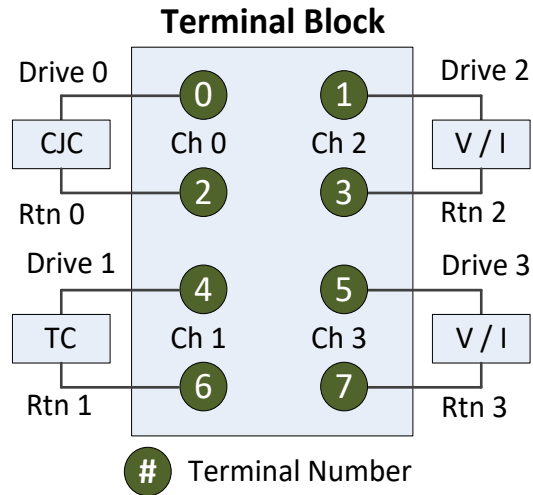 Terminal Block
Drive 0
0
1
Drive 2
CJC
Ch 0
Ch 2
V / I
Rtn 0
2
3
Rtn 2
Drive 1
4
5
Drive 3
TC
Ch 1
Ch 3
V / I
Rtn 1
6
7
Rtn 3
# Terminal Number